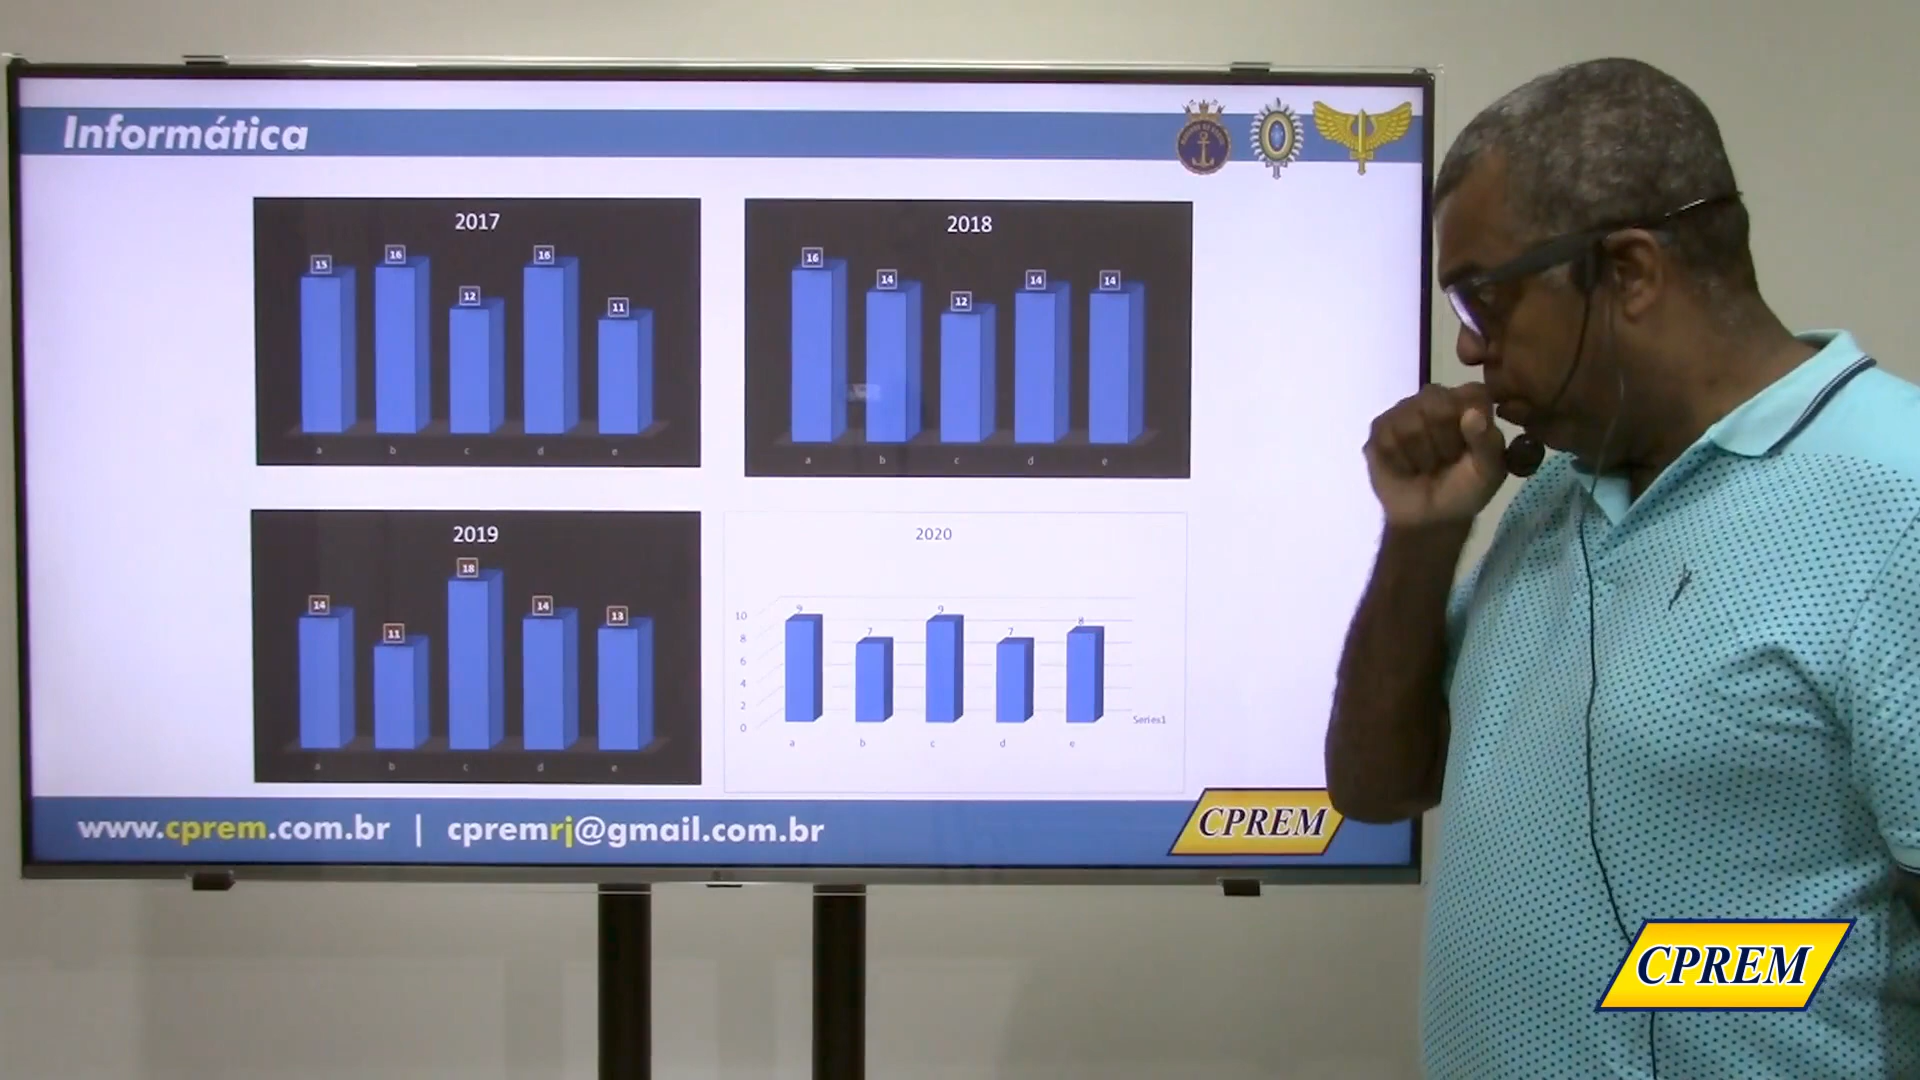 Informática
2017
15 16 12 16 11
a b c d e
2018
16 14 12 14 14
a b c d e
2019
14 11 18 14 13
a b c d e
2020
9 7 9 7 8
10
8
6
4
2
0
Series1
a b c d e
www.cprem.com.br | cpremrj@gmail.com.br
CPREM
CPREM